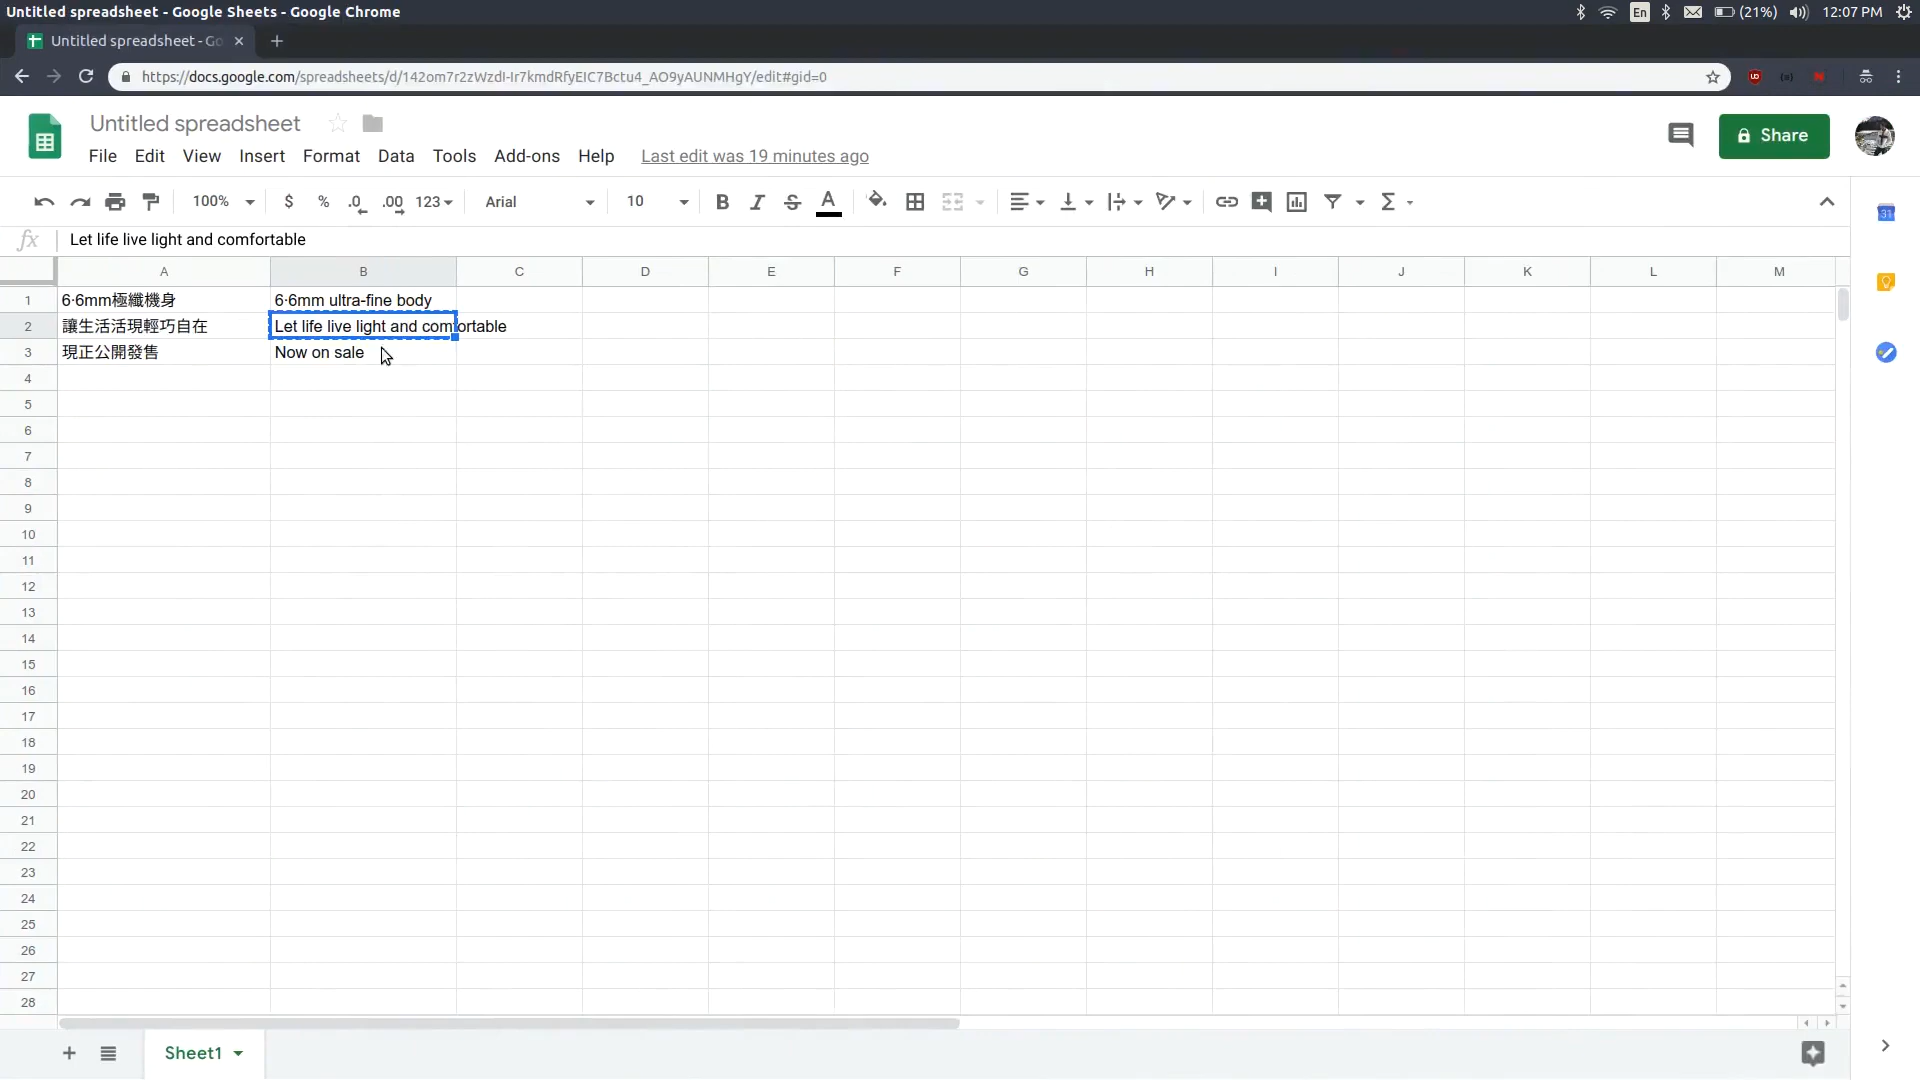 Untitled spreadsheet - Google Sheets - Google Chrome
En (21%) 12:07 PM
Untitled spreadsheet - Go
https://docs.google.com/spreadsheets/d/142om7r2zWzdI-Ir7kmdRfyEIC7Bctu4_AO9yAUNMHgY/edit#gid=0
Untitled spreadsheet
Share
File Edit View Insert Format Data Tools Add-ons Help Last edit was 19 minutes ago
100% $ % .0 .00 123 Arial 10 B I S A Σ
31
fx Let life live light and comfortable
A B C D E F G H I J K L M
1 6·6mm極纖機身 6·6mm ultra-fine body
2 讓生活活現輕巧自在 Let life live light and comfortable
3 現正公開發售 Now on sale
4
5
6
7
8
9
10
11
12
13
14
15
16
17
18
19
20
21
22
23
24
25
26
27
28
Sheet1